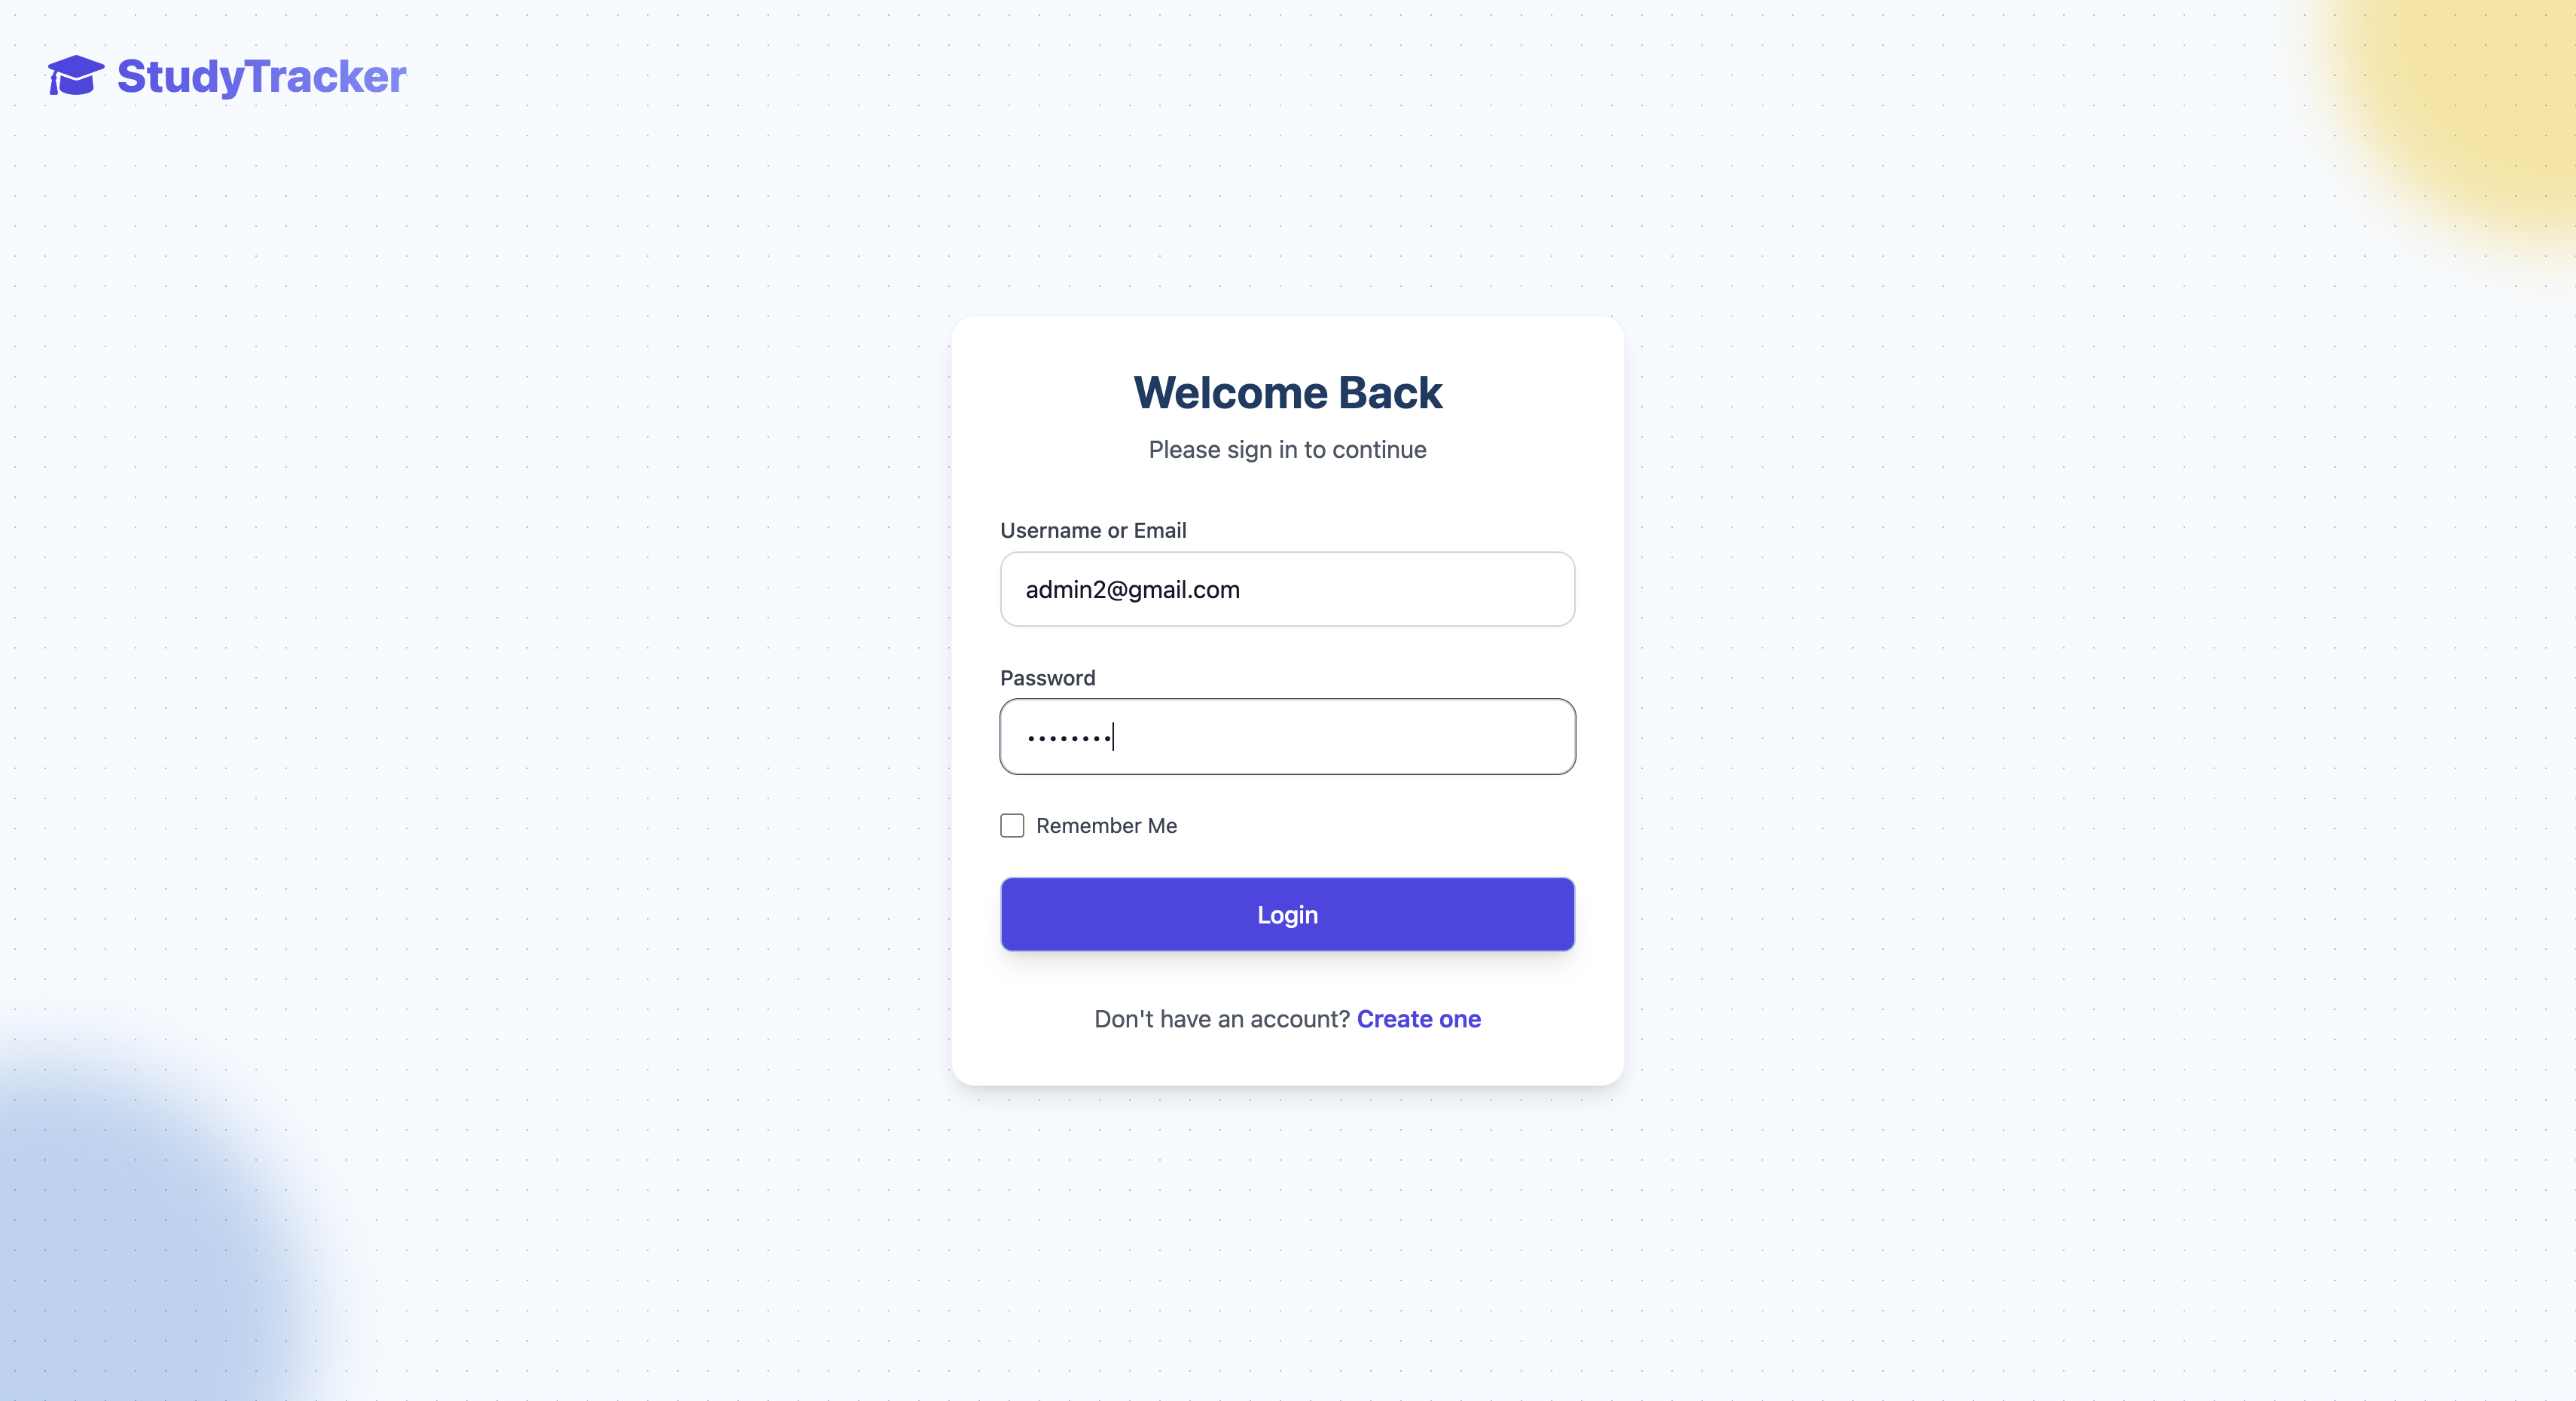 StudyTracker
Welcome Back
Please sign in to continue
Username or Email
admin2@gmail.com
Password
••••••••
Remember Me
Login
Don't have an account? Create one